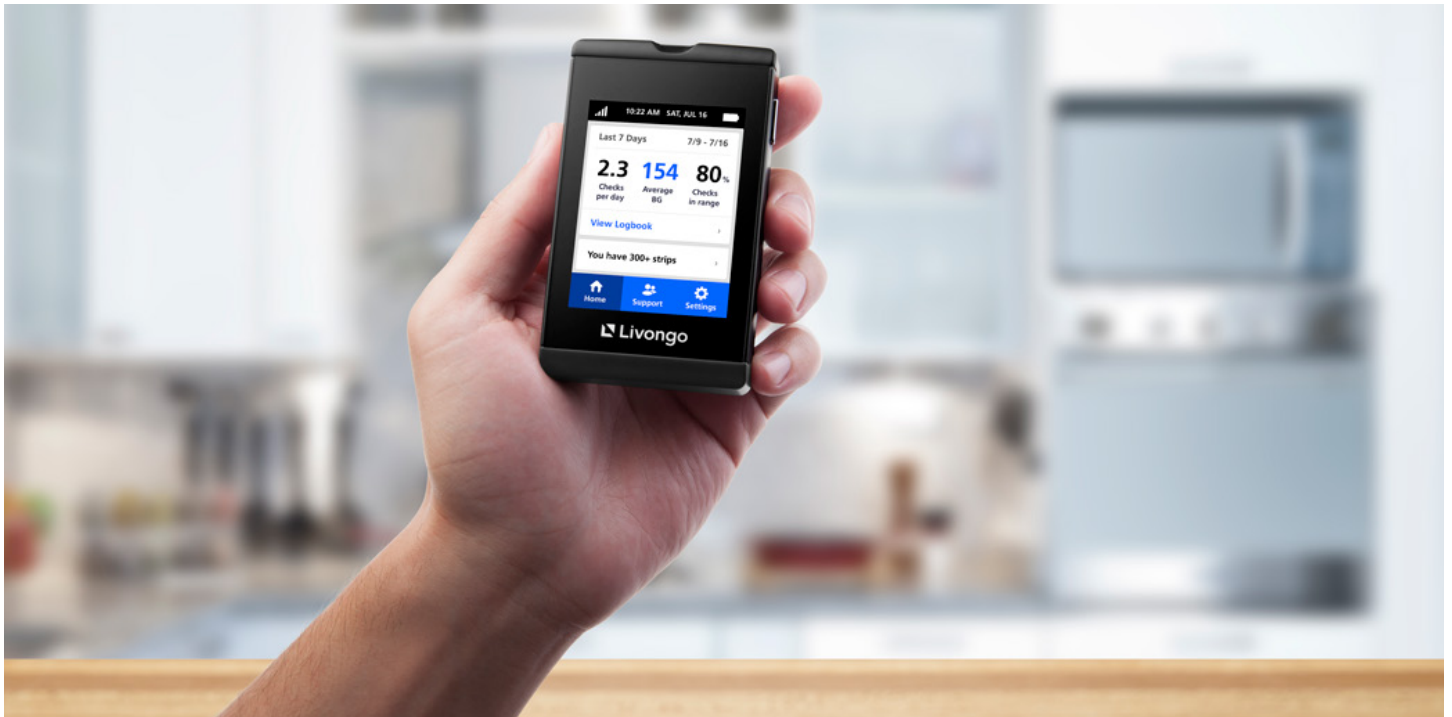 10:22 AM SAT, JUL 16
Last 7 Days 7/9 - 7/16
2.3 154 80%
Checks per day
Average BG
Checks in range
View Logbook
You have 300+ strips
Home Support Settings
Livongo